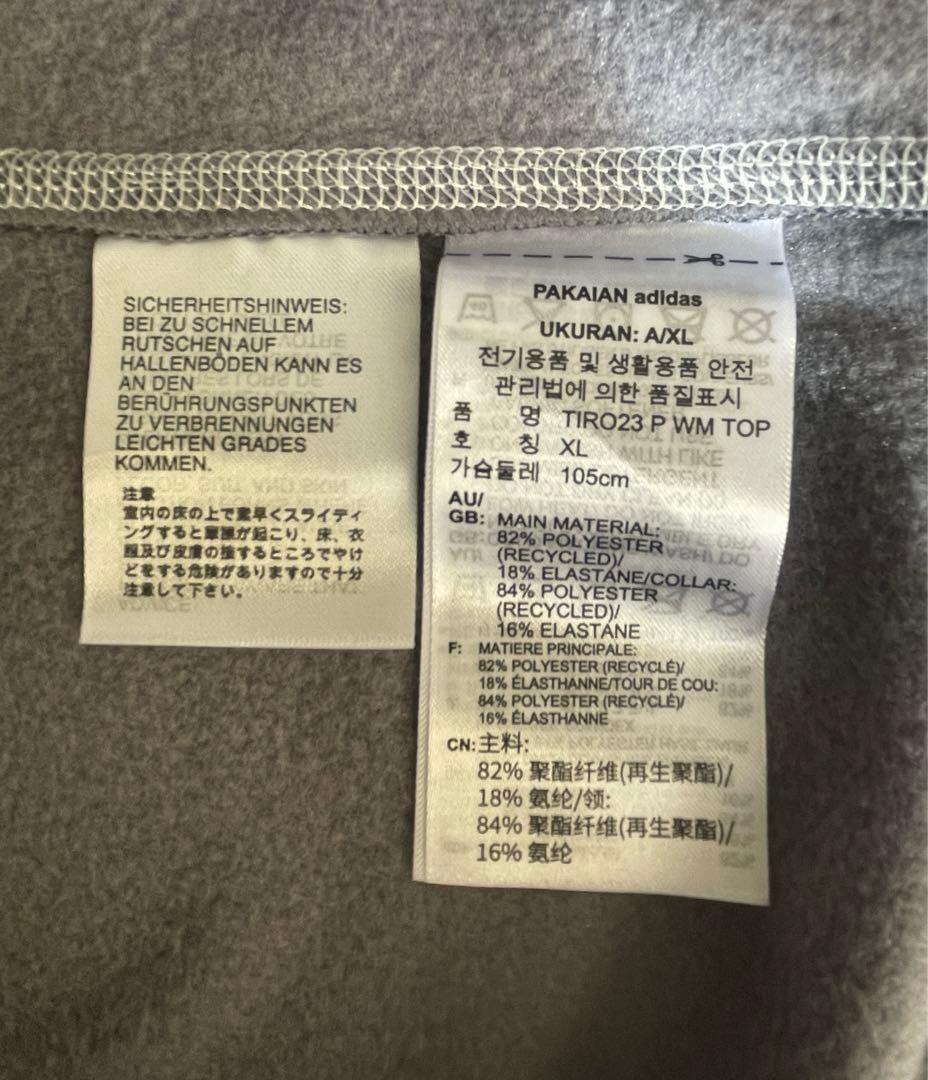 SICHERHEITSHINWEIS:
BEI ZU SCHNELLEM
RUTSCHEN AUF
HALLENBÖDEN KANN ES
AN DEN
BERÜHRUNGSPUNKTEN
ZU VERBRENNUNGEN
LEICHTEN GRADES
KOMMEN.
注意
室内の床の上で素早くスライディ
ングすると摩擦が起こり、床、衣
服及び皮膚の接するところでやけ
どをする危険がありますので十分
注意して下さい。
PAKAIAN adidas
UKURAN: A/XL
전기용품 및 생활용품 안전
관리법에 의한 품질표시
품 명 TIRO23 P WM TOP
호 칭 XL
가슴둘레 105cm
AU/
GB: MAIN MATERIAL:
82% POLYESTER
(RECYCLED)/
18% ELASTANE/COLLAR:
84% POLYESTER
(RECYCLED)/
16% ELASTANE
F: MATIERE PRINCIPALE:
82% POLYESTER (RECYCLÉ)/
18% ÉLASTHANNE/TOUR DE COU:
84% POLYESTER (RECYCLÉ)/
16% ÉLASTHANNE
CN:主料:
82% 聚酯纤维(再生聚酯)/
18% 氨纶/领:
84% 聚酯纤维(再生聚酯)/
16% 氨纶